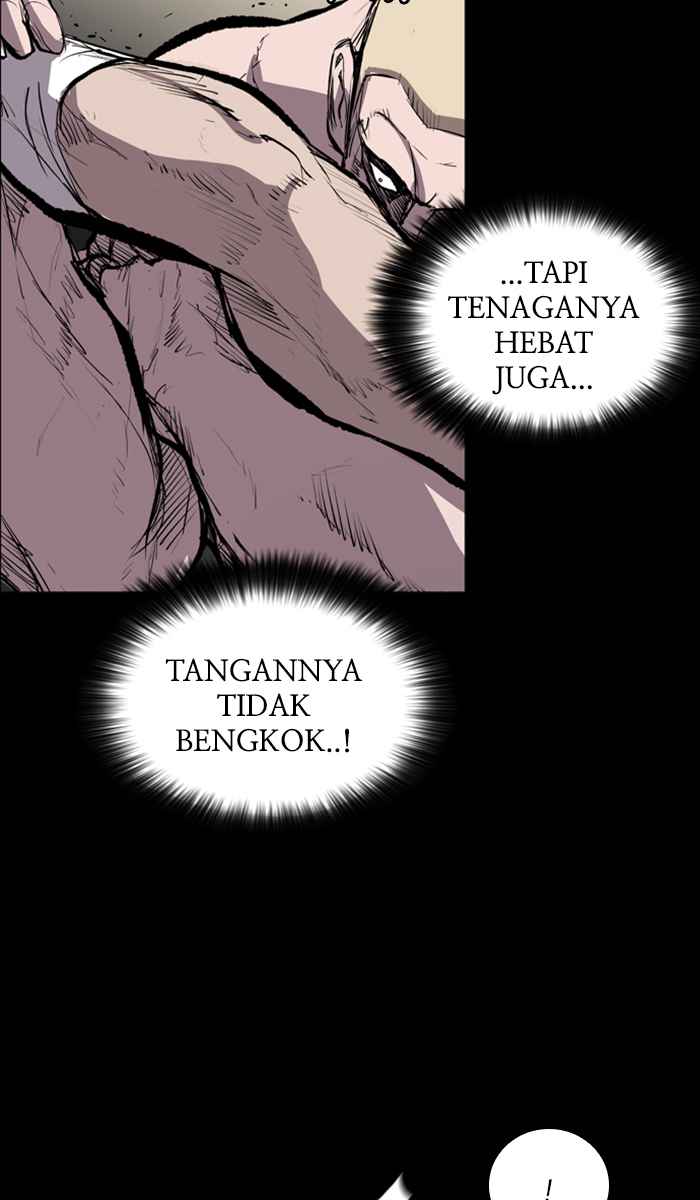 ...TAPI
TENAGANYA
HEBAT
JUGA...
TANGANNYA
TIDAK
BENGKOK..!
!